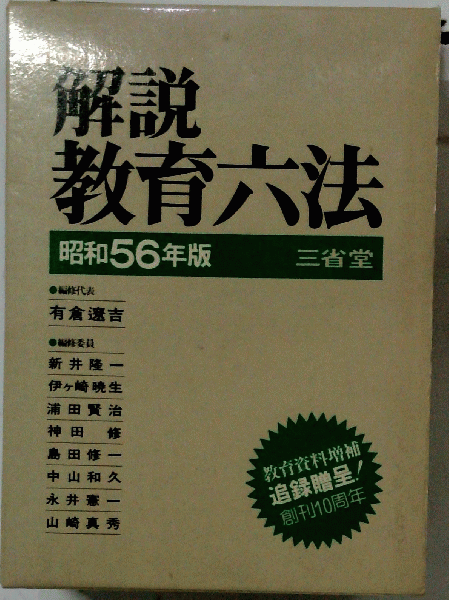 解説
教育六法
昭和56年版 三省堂
●編修代表
有倉遼吉
●編修委員
新井隆一
伊ヶ崎暁生
浦田賢治
神田修
島田修一
中山和久
永井憲一
山崎真秀
教育資料増補
追録贈呈!
創刊10周年